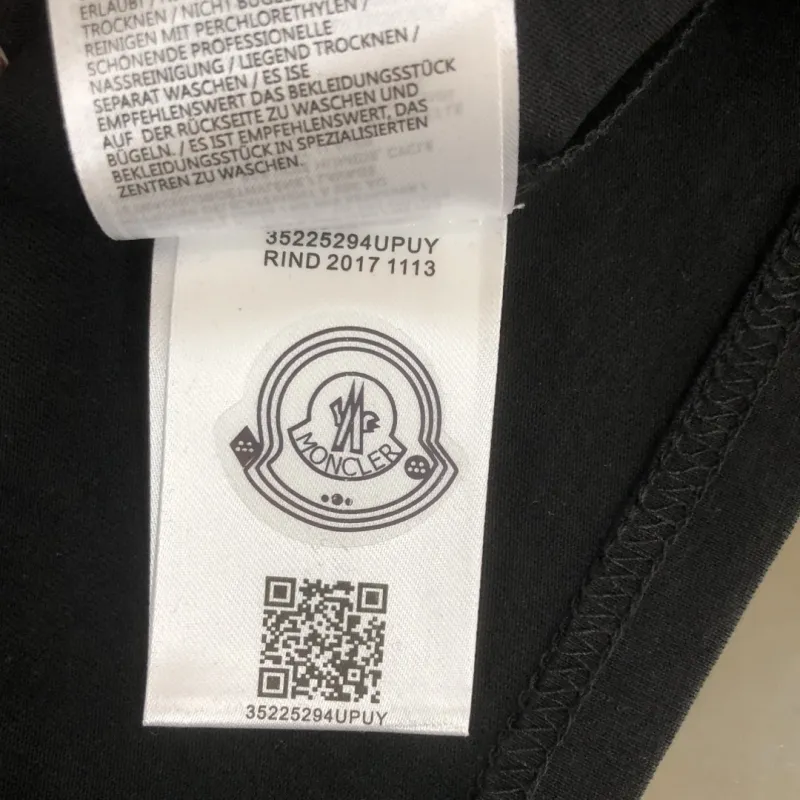 ERLAUBT /
TROCKNEN / NICHT BÜGELN /
REINIGEN MIT PERCHLORETHYLEN /
SCHÖNENDE PROFESSIONELLE
NASSREINIGUNG / LIEGEND TROCKNEN /
SEPARAT WASCHEN / ES ISE
EMPFEHLENSWERT DAS BEKLEIDUNGSSTÜCK
AUF DER RÜCKSEITE ZU WASCHEN UND
BÜGELN. / ES IST EMPFEHLENSWERT, DAS
BEKLEIDUNGSSTÜCK IN SPEZIALISIERTEN
ZENTREN ZU WASCHEN.
35225294UPUY
RIND 2017 1113
MONCLER
35225294UPUY